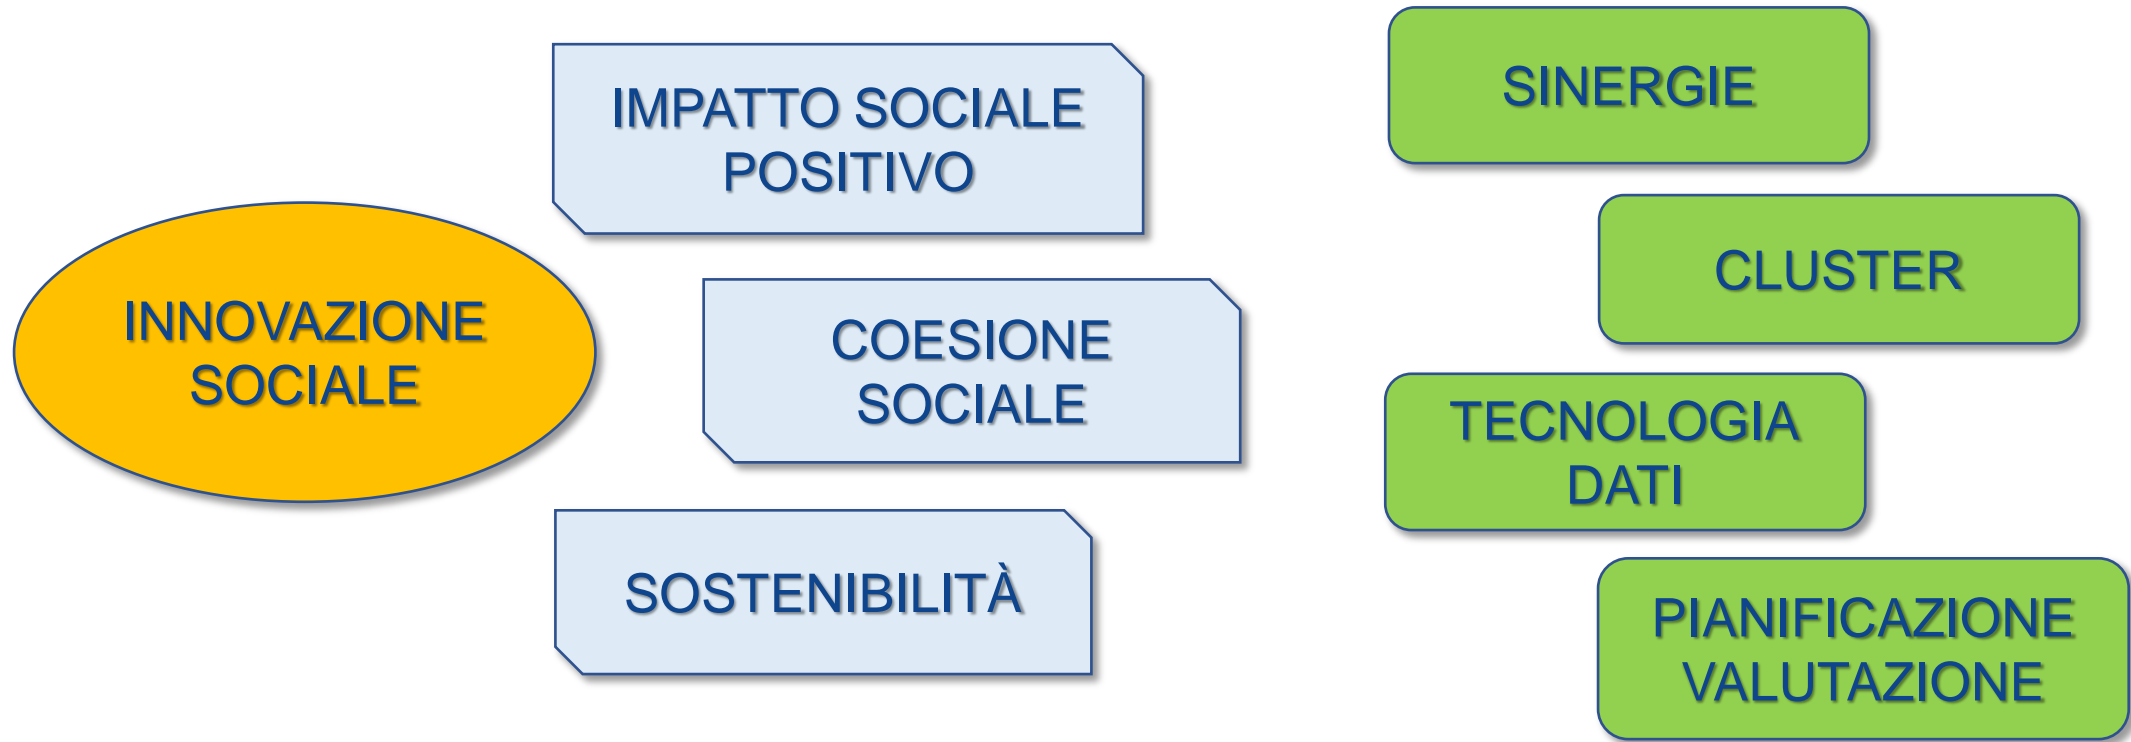 INNOVAZIONE
SOCIALE
IMPATTO SOCIALE
POSITIVO
COESIONE
SOCIALE
SOSTENIBILITÀ
SINERGIE
CLUSTER
TECNOLOGIA
DATI
PIANIFICAZIONE
VALUTAZIONE